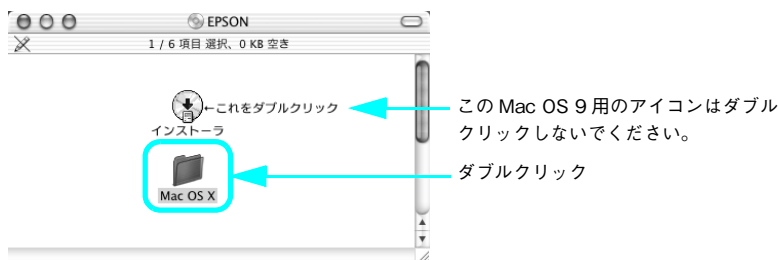 EPSON
1 / 6 項目 選択、0 KB 空き
←これをダブルクリック
インストーラ
Mac OS X
この Mac OS 9 用のアイコンはダブル
クリックしないでください。
ダブルクリック